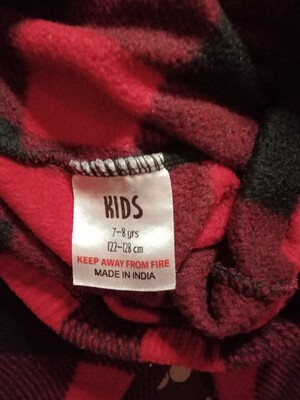 KIDS
7-8 yrs
122-128 cm
KEEP AWAY FROM FIRE
MADE IN INDIA